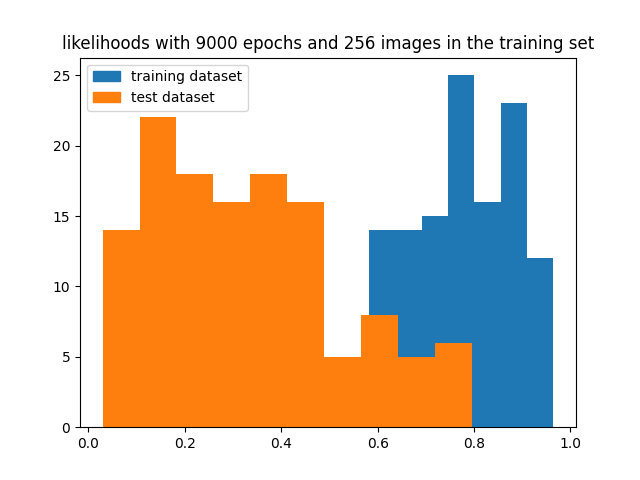 likelihoods with 9000 epochs and 256 images in the training set
training dataset
test dataset
25
20
15
10
5
0
0.0 0.2 0.4 0.6 0.8 1.0